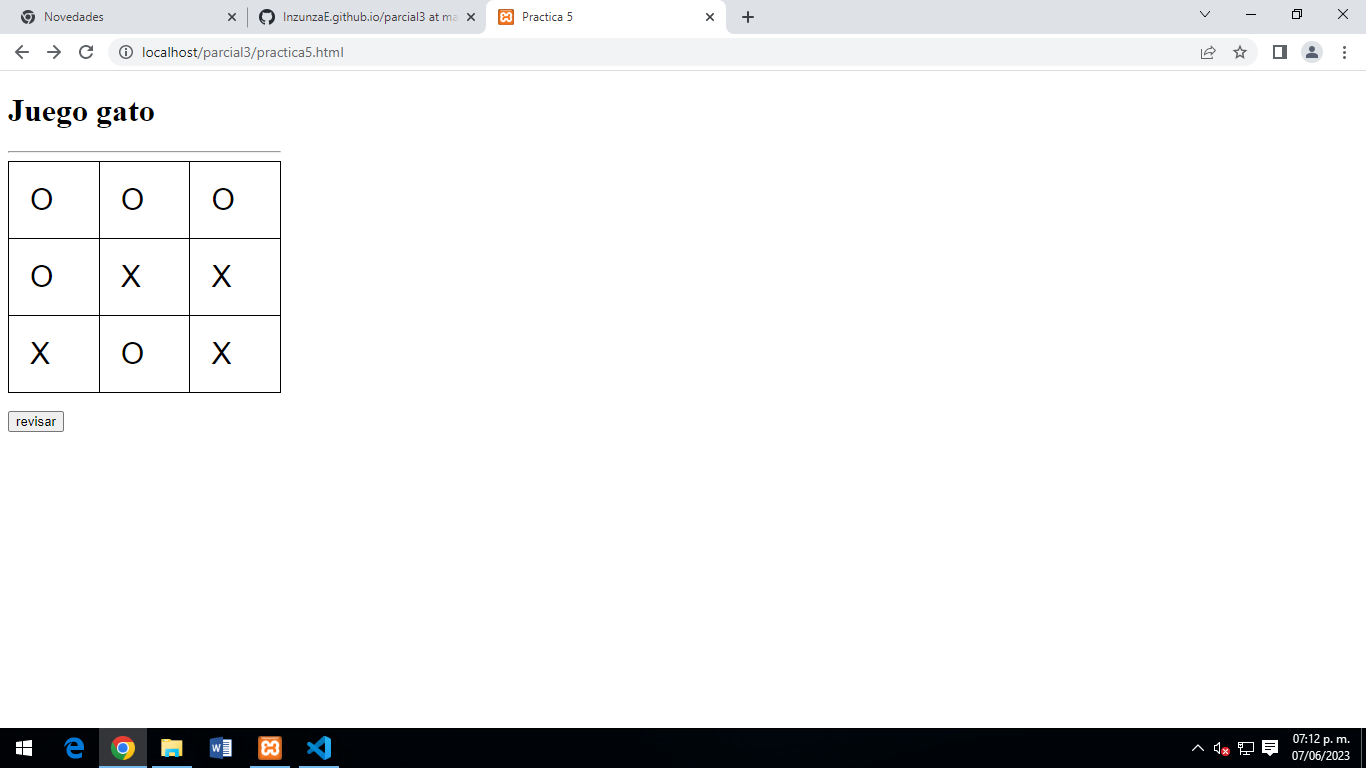 Novedades
InzunzaE.github.io/parcial3 at ma
Practica 5
localhost/parcial3/practica5.html
Juego gato
O O O
O X X
X O X
revisar
07:12 p. m.
07/06/2023